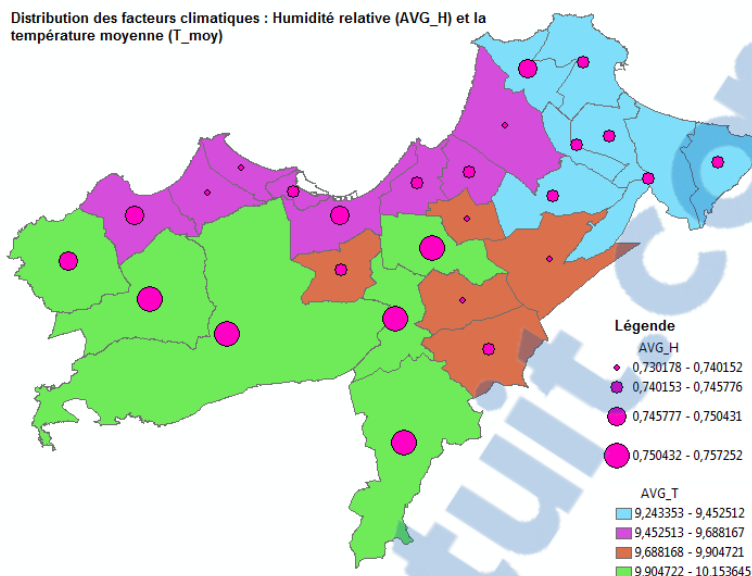 Distribution des facteurs climatiques : Humidité relative (AVG_H) et la
température moyenne (T_moy)
Légende
AVG_H
0,730178 - 0,740152
0,740153 - 0,745776
0,745777 - 0,750431
0,750432 - 0,757252
AVG_T
9,243353 - 9,452512
9,452513 - 9,688167
9,688168 - 9,904721
9,904722 - 10,153645